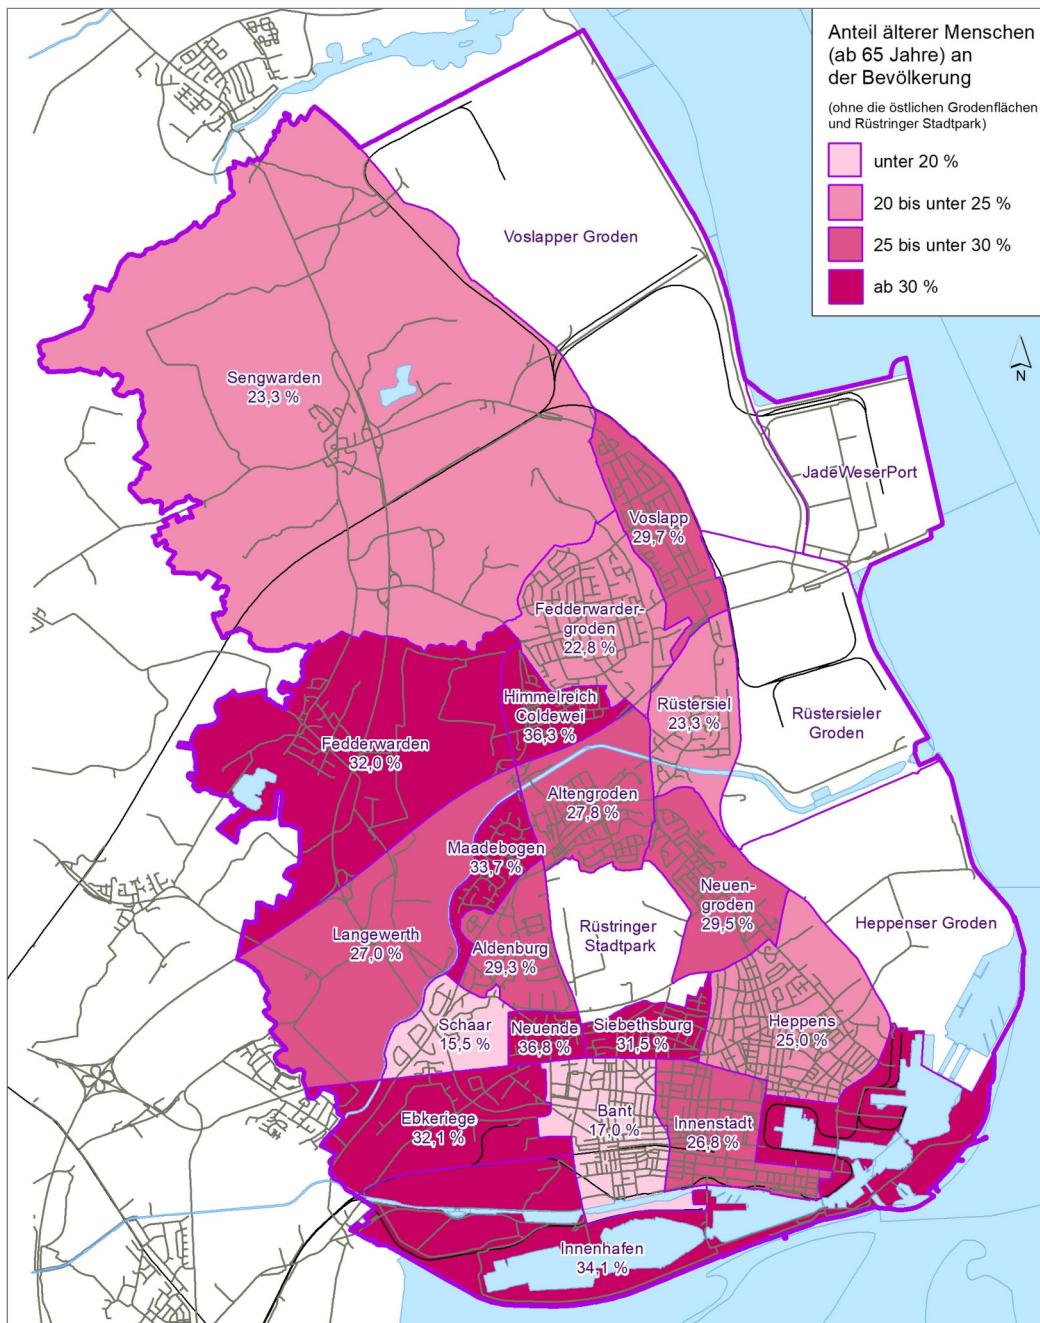 Anteil älterer Menschen
(ab 65 Jahre) an
der Bevölkerung
(ohne die östlichen Grodenflächen
und Rüstringer Stadtpark)
unter 20 %
20 bis unter 25 %
25 bis unter 30 %
ab 30 %
N
Voslapper Groden
Sengwarden
23,3 %
JadeWeserPort
Voslapp
29,7 %
Fedderwarder-
groden
22,8 %
Himmelreich
Coldewei
36,3 %
Rüstersiel
23,3 %
Rüstersieler
Groden
Fedderwarden
32,0 %
Altengroden
27,8 %
Maadebogen
33,7 %
Neuen-
groden
29,5 %
Heppenser Groden
Rüstringer
Stadtpark
Langewerth
27,0 %
Aldenburg
29,3 %
Schaar
15,5 %
Neuende
36,8 %
Siebethsburg
31,5 %
Heppens
25,0 %
Ebkeriege
32,1 %
Bant
17,0 %
Innenstadt
26,8 %
Innenhafen
34,1 %